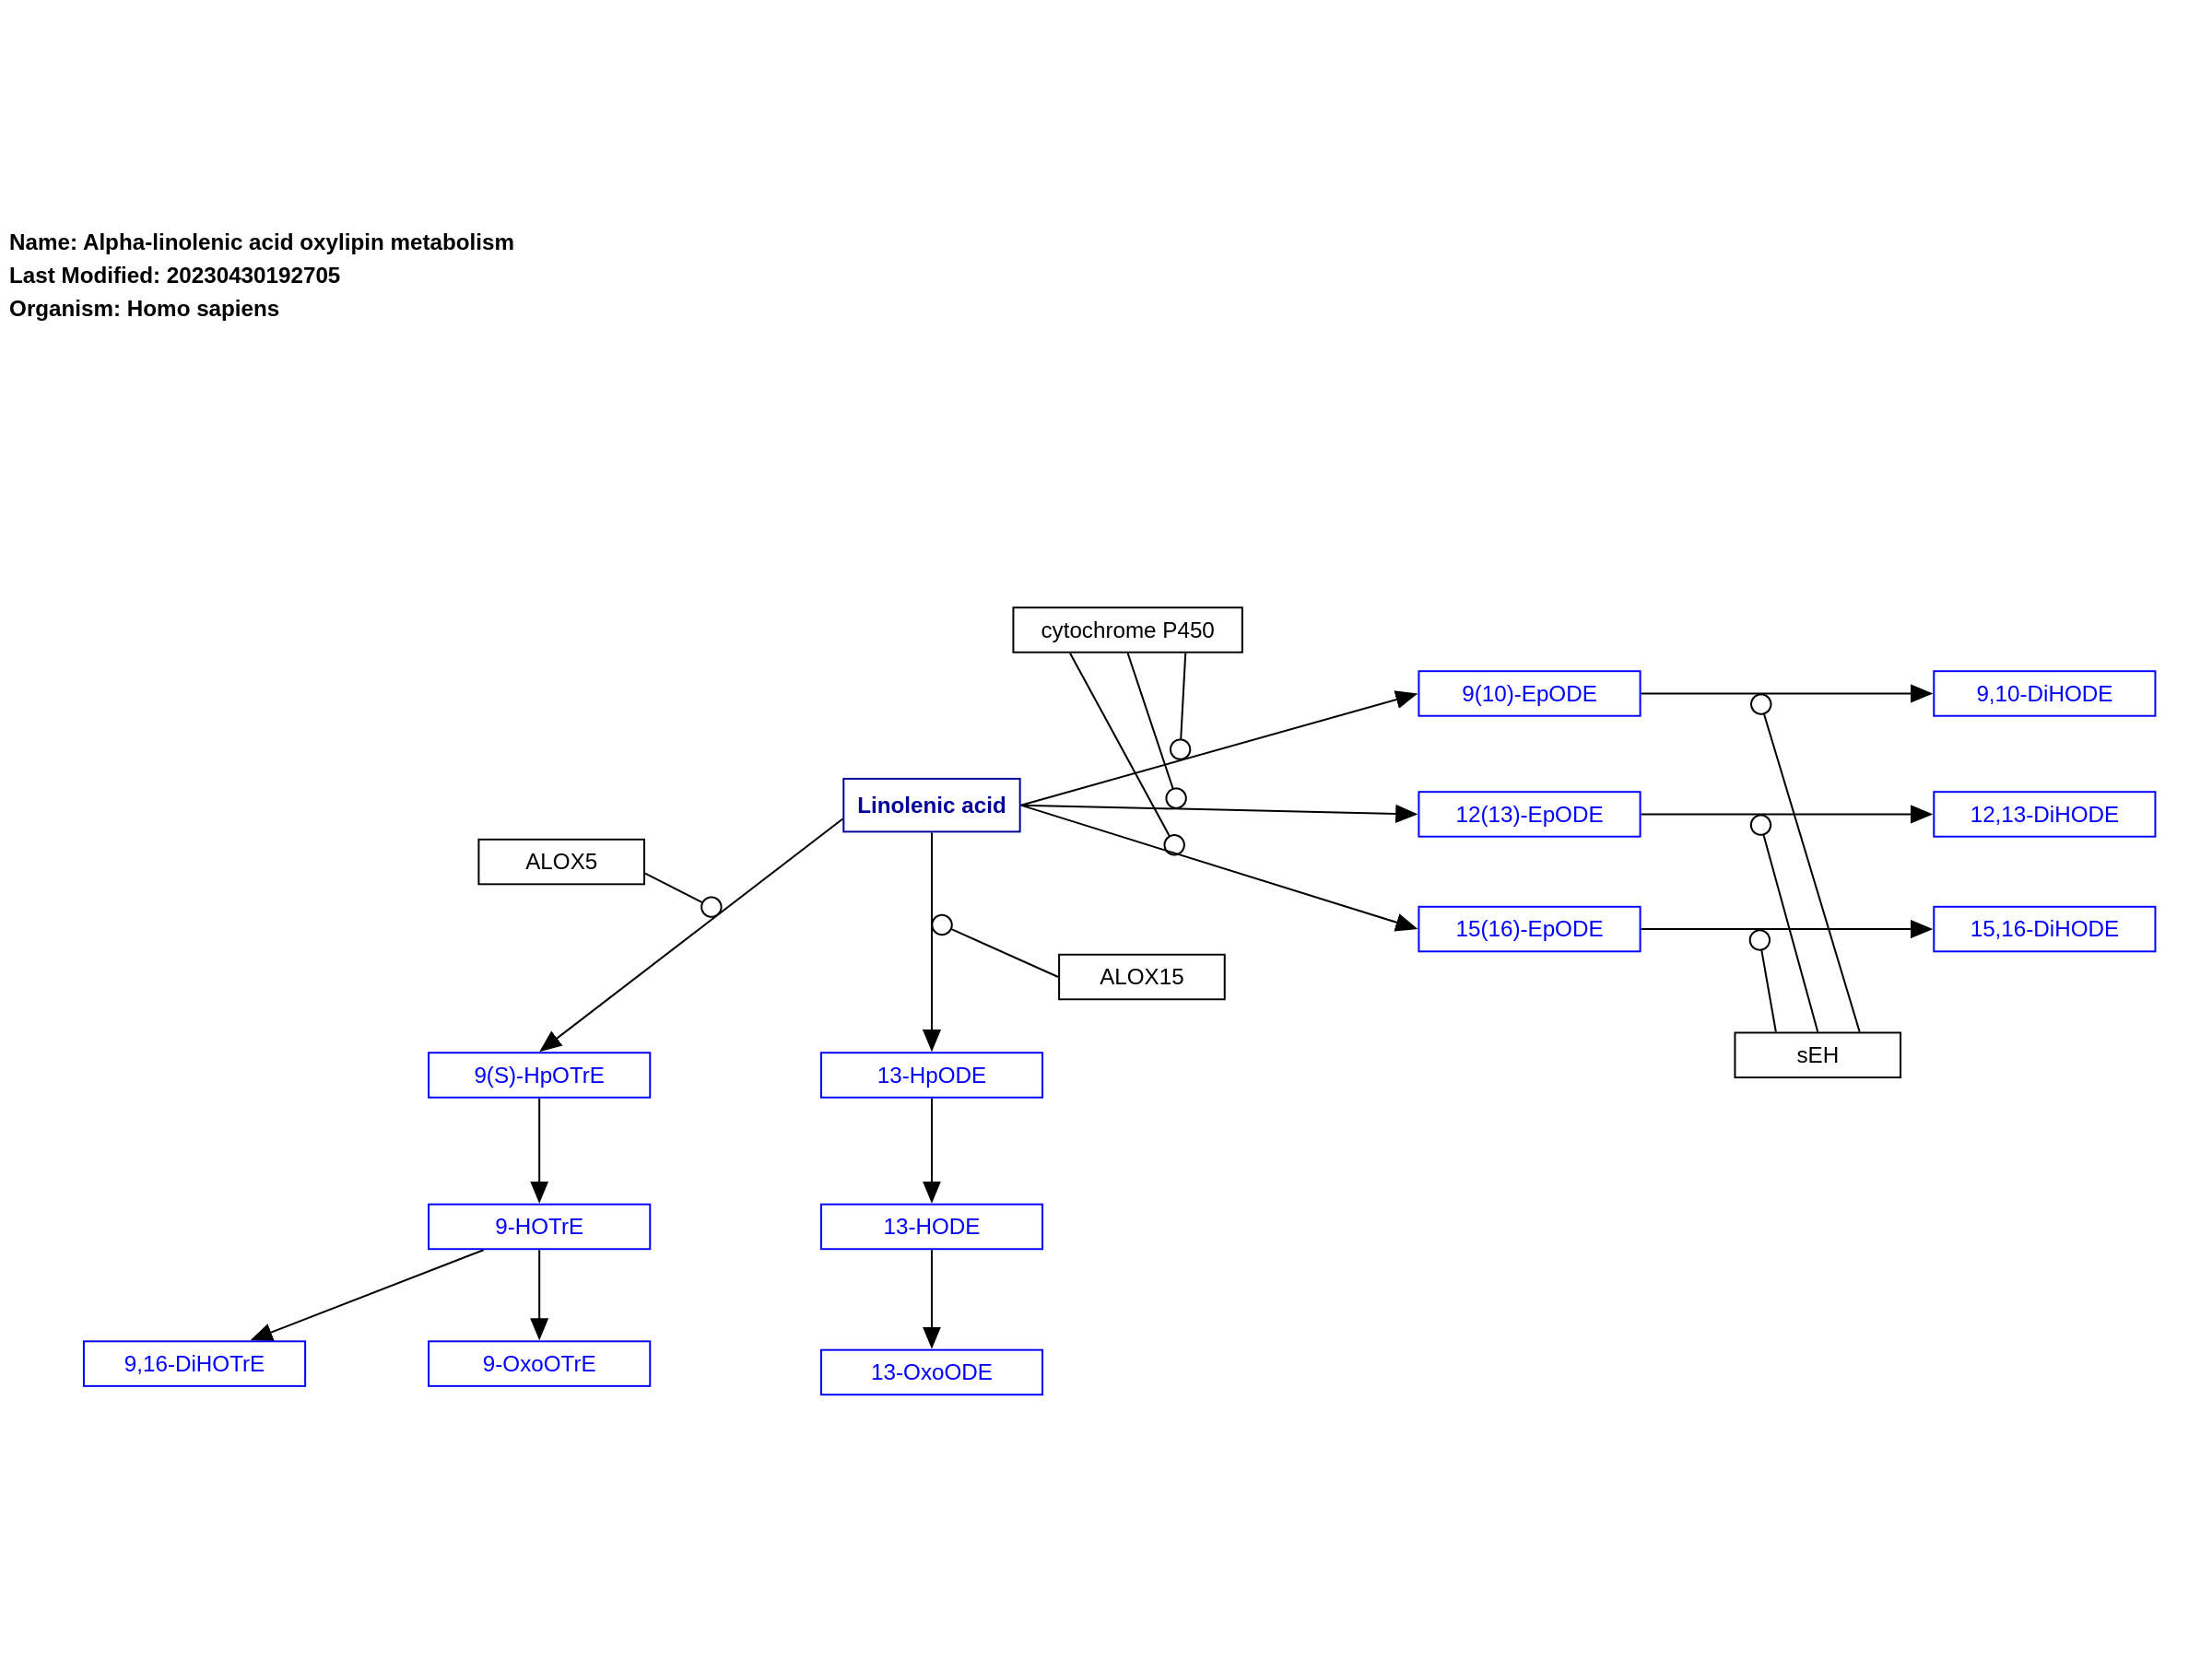 Name: Alpha-linolenic acid oxylipin metabolism
Last Modified: 20230430192705
Organism: Homo sapiens
cytochrome P450
9(10)-EpODE
9,10-DiHODE
Linolenic acid
12(13)-EpODE
12,13-DiHODE
ALOX5
15(16)-EpODE
15,16-DiHODE
ALOX15
sEH
9(S)-HpOTrE
13-HpODE
9-HOTrE
13-HODE
9,16-DiHOTrE
9-OxoOTrE
13-OxoODE